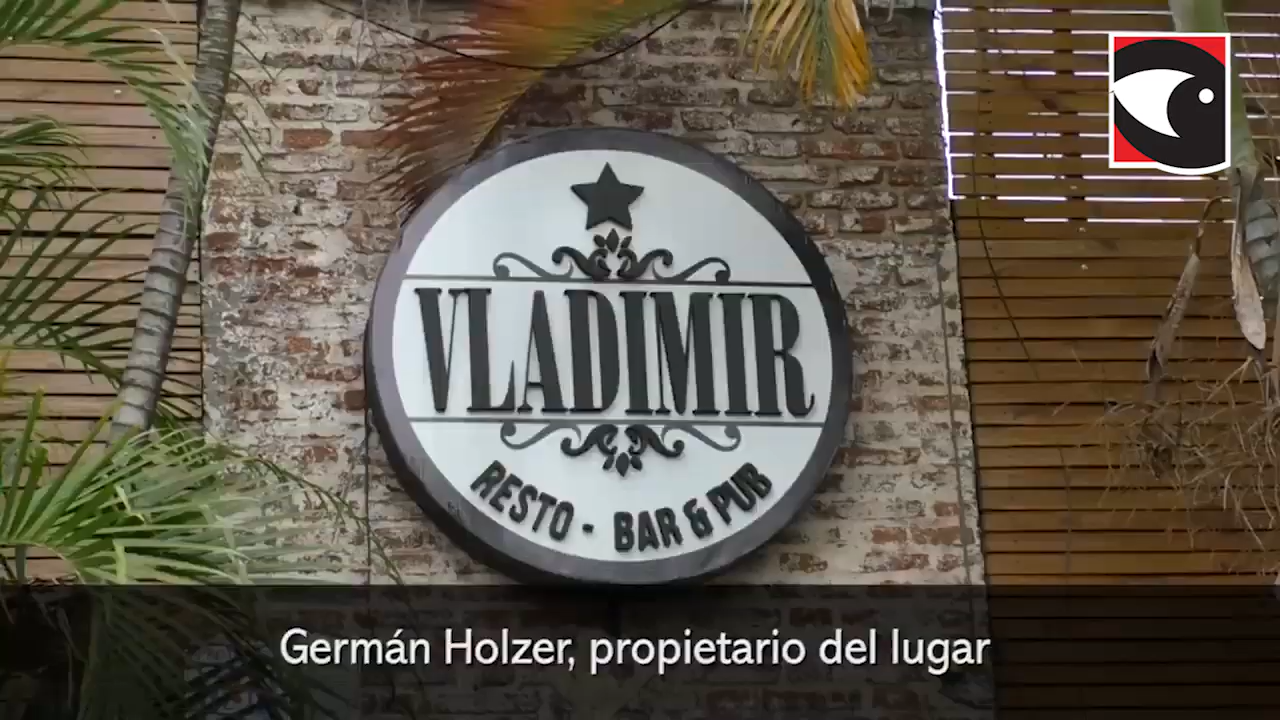 VLADIMIR
RESTO - BAR & PUB
Germán Holzer, propietario del lugar